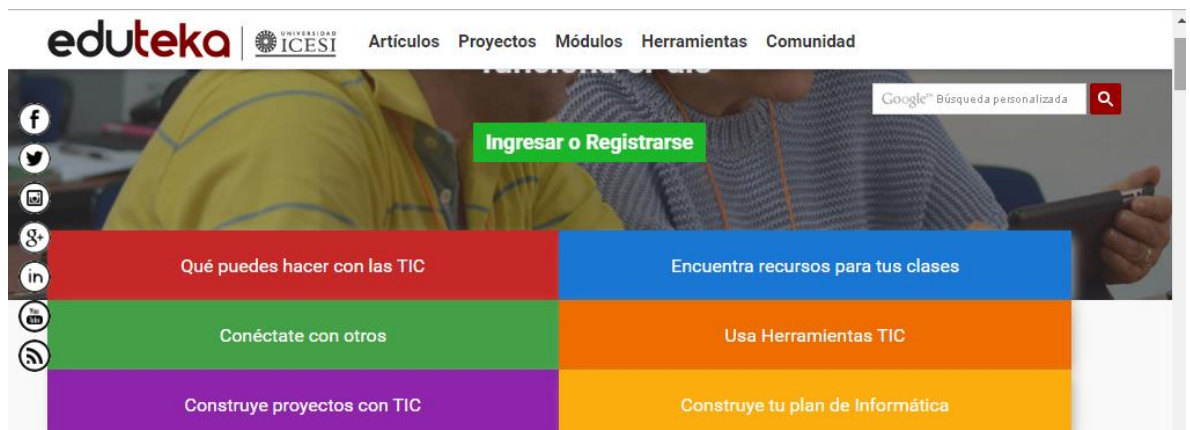 eduteka UNIVERSIDAD ICESI Artículos Proyectos Módulos Herramientas Comunidad
Google™ Búsqueda personalizada
Ingresar o Registrarse
Qué puedes hacer con las TIC
Encuentra recursos para tus clases
Conéctate con otros
Usa Herramientas TIC
Construye proyectos con TIC
Construye tu plan de Informática